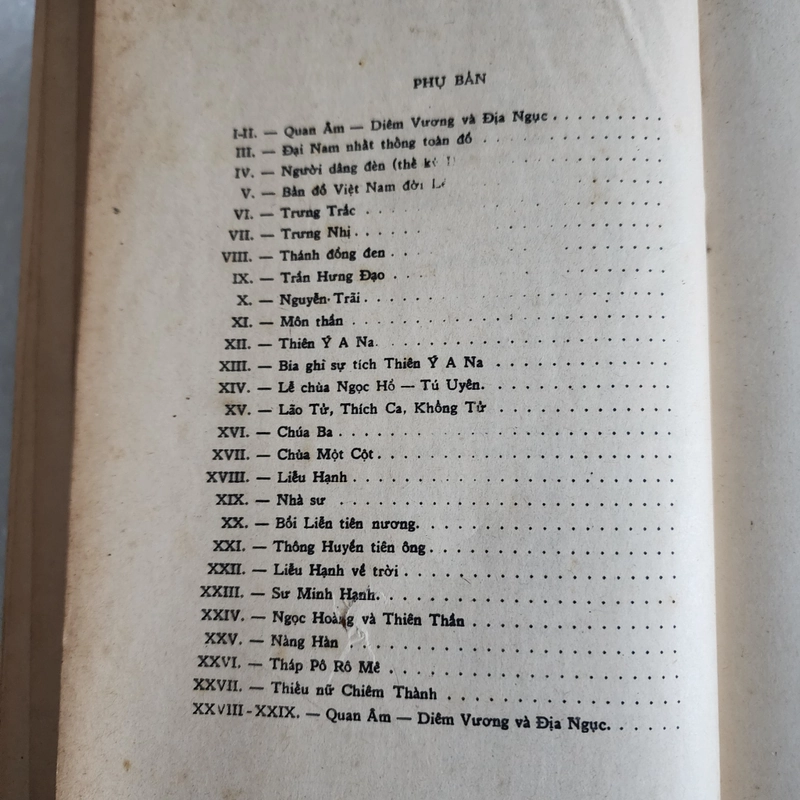 PHỤ BẢN
I-II. — Quan Âm — Diêm Vương và Địa Ngục . . . . . . . .
III. — Đại Nam nhất thống toàn đồ . . . . . . . .
IV. — Người dâng đèn (thế kỷ
V. — Bản đồ Việt Nam đời Lê
VI. — Trưng Trắc . . . . . . . .
VII. — Trưng Nhị . . . . . . . .
VIII. — Thánh đồng đen . . . . . . . .
IX. — Trần Hưng Đạo . . . . . . . .
X. — Nguyễn Trãi . . . . . . . .
XI. — Môn thần . . . . . . . .
XII. — Thiên Y A Na . . . . . . . .
XIII. — Bia ghi sự tích Thiên Y A Na . . . . . . . .
XIV. — Lễ chùa Ngọc Hồ — Tú Uyên . . . . . . . .
XV. — Lão Tử, Thích Ca, Khổng Tử . . . . . . . .
XVI. — Chúa Ba . . . . . . . .
XVII. — Chùa Một Cột . . . . . . . .
XVIII. — Liễu Hạnh . . . . . . . .
XIX. — Nhà sư . . . . . . . .
XX. — Bồi Liễn tiên nương . . . . . . . .
XXI. — Thông Huyền tiên ông . . . . . . . .
XXII. — Liễu Hạnh về trời . . . . . . . .
XXIII. — Sư Minh Hạnh . . . . . . . .
XXIV. — Ngọc Hoàng và Thiên Thần . . . . . . . .
XXV. — Nàng Hàn . . . . . . . .
XXVI. — Tháp Pô Rô Mê . . . . . . . .
XXVII. — Thiếu nữ Chiêm Thành . . . . . . . .
XXVIII-XXIX. — Quan Âm — Diêm Vương và Địa Ngục . . . . . .